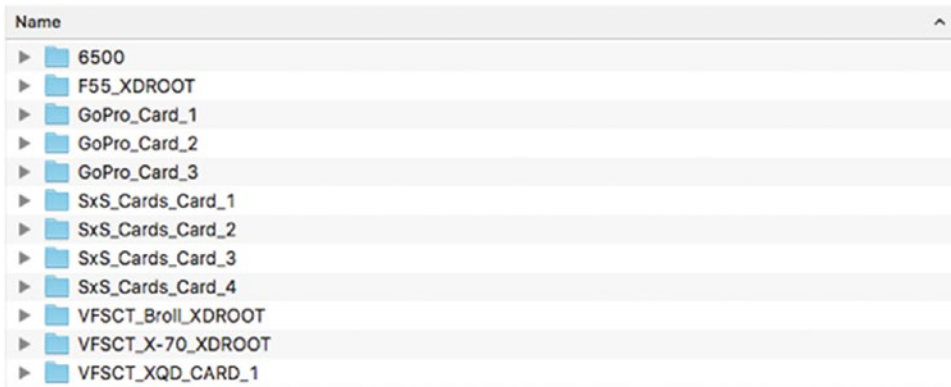 Name
6500
F55_XDROOT
GoPro_Card_1
GoPro_Card_2
GoPro_Card_3
SxS_Cards_Card_1
SxS_Cards_Card_2
SxS_Cards_Card_3
SxS_Cards_Card_4
VFSCT_Broll_XDROOT
VFSCT_X-70_XDROOT
VFSCT_XQD_CARD_1